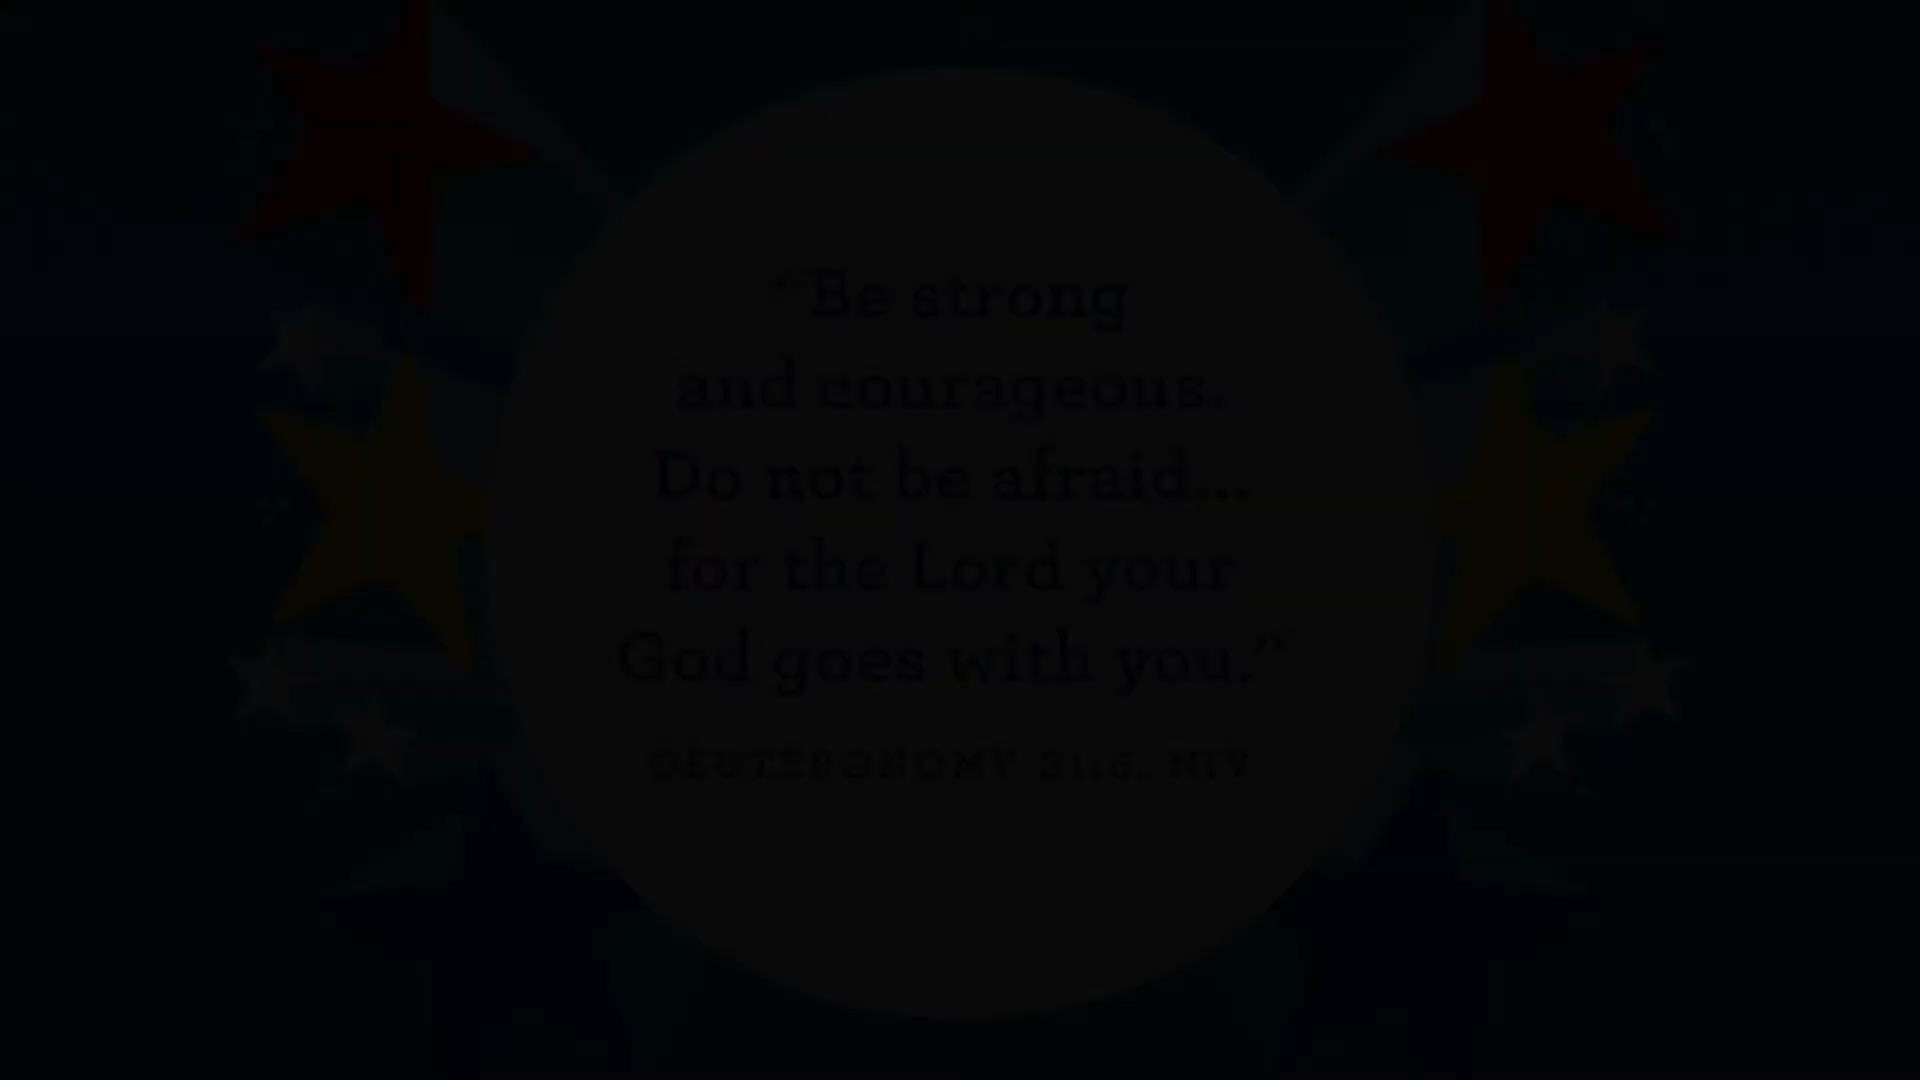 “Be strong
and courageous.
Do not be afraid...
for the Lord your
God goes with you.”
DEUTERONOMY 31:6, NIV